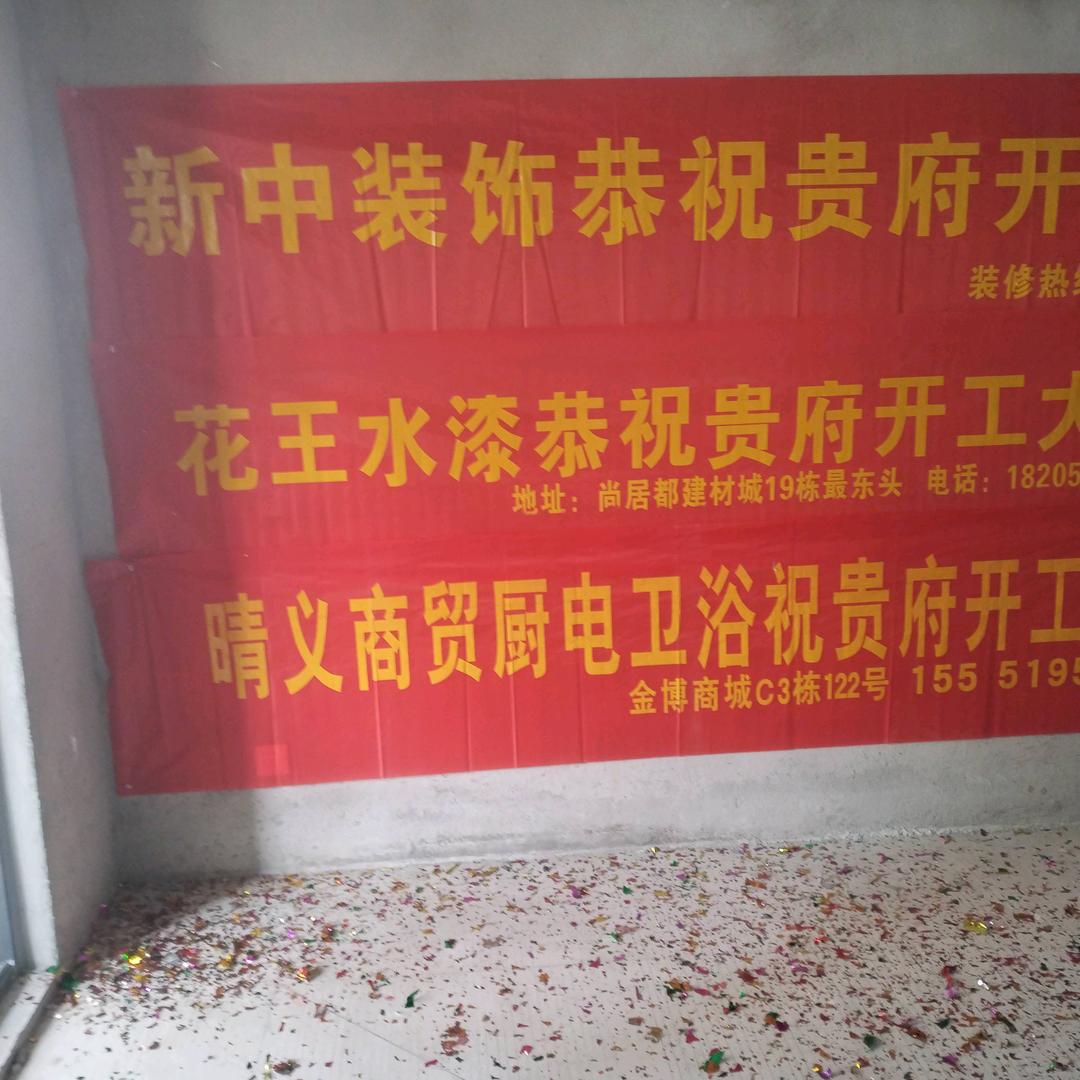 新中装饰恭祝贵府开
装修热
花王水漆恭祝贵府开工大
地址：尚居都建材城19栋最东头 电话：18205
晴义商贸厨电卫浴祝贵府开工
金博商城C3栋122号 155 5195